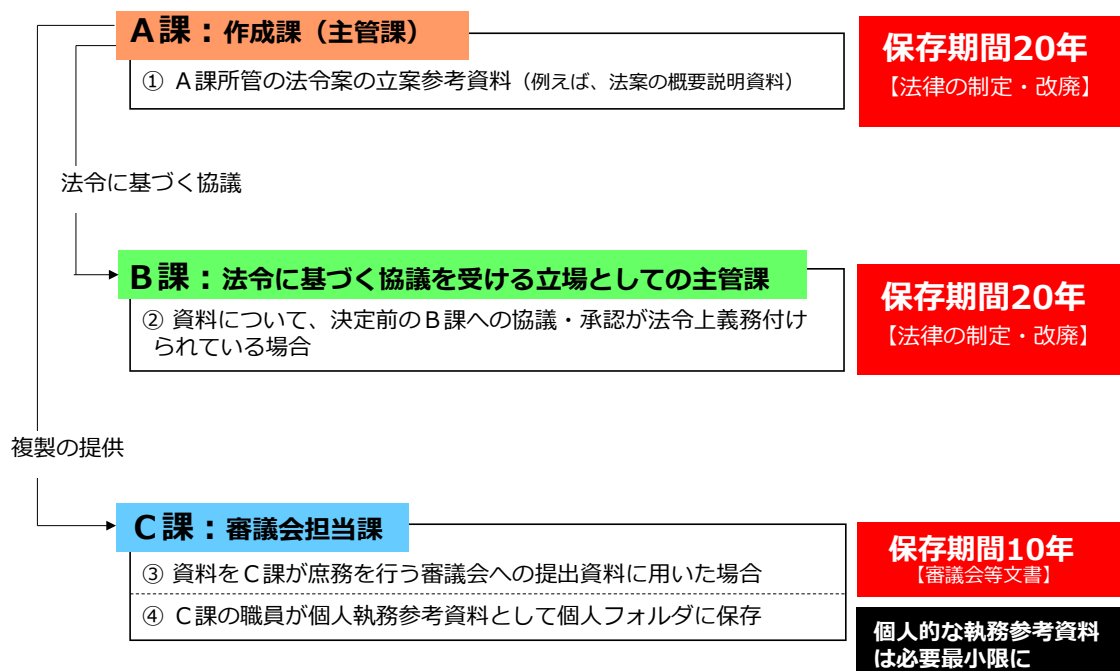 A課：作成課（主管課）
① A課所管の法令案の立案参考資料（例えば、法案の概要説明資料）
保存期間20年
【法律の制定・改廃】
法令に基づく協議
B課：法令に基づく協議を受ける立場としての主管課
② 資料について、決定前のB課への協議・承認が法令上義務付け
られている場合
保存期間20年
【法律の制定・改廃】
複製の提供
C課：審議会担当課
③ 資料をC課が庶務を行う審議会への提出資料に用いた場合
④ C課の職員が個人執務参考資料として個人フォルダに保存
保存期間10年
【審議会等文書】
個人的な執務参考資料
は必要最小限に